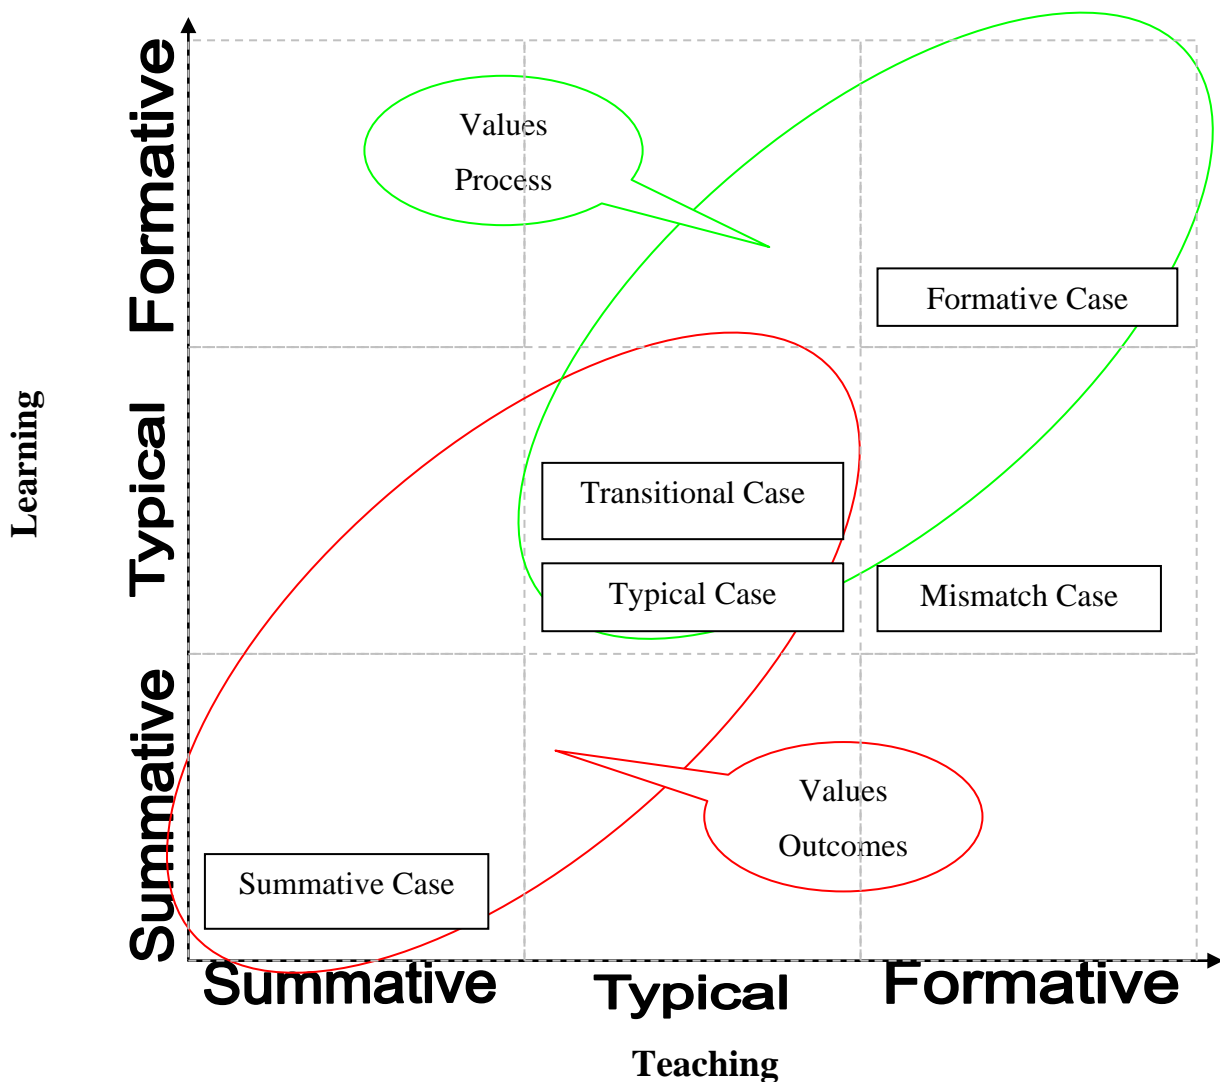 Values
Process
Formative
Formative Case
Learning
Typical
Transitional Case
Typical Case
Mismatch Case
Summative
Values
Outcomes
Summative Case
Summative
Typical
Formative
Teaching